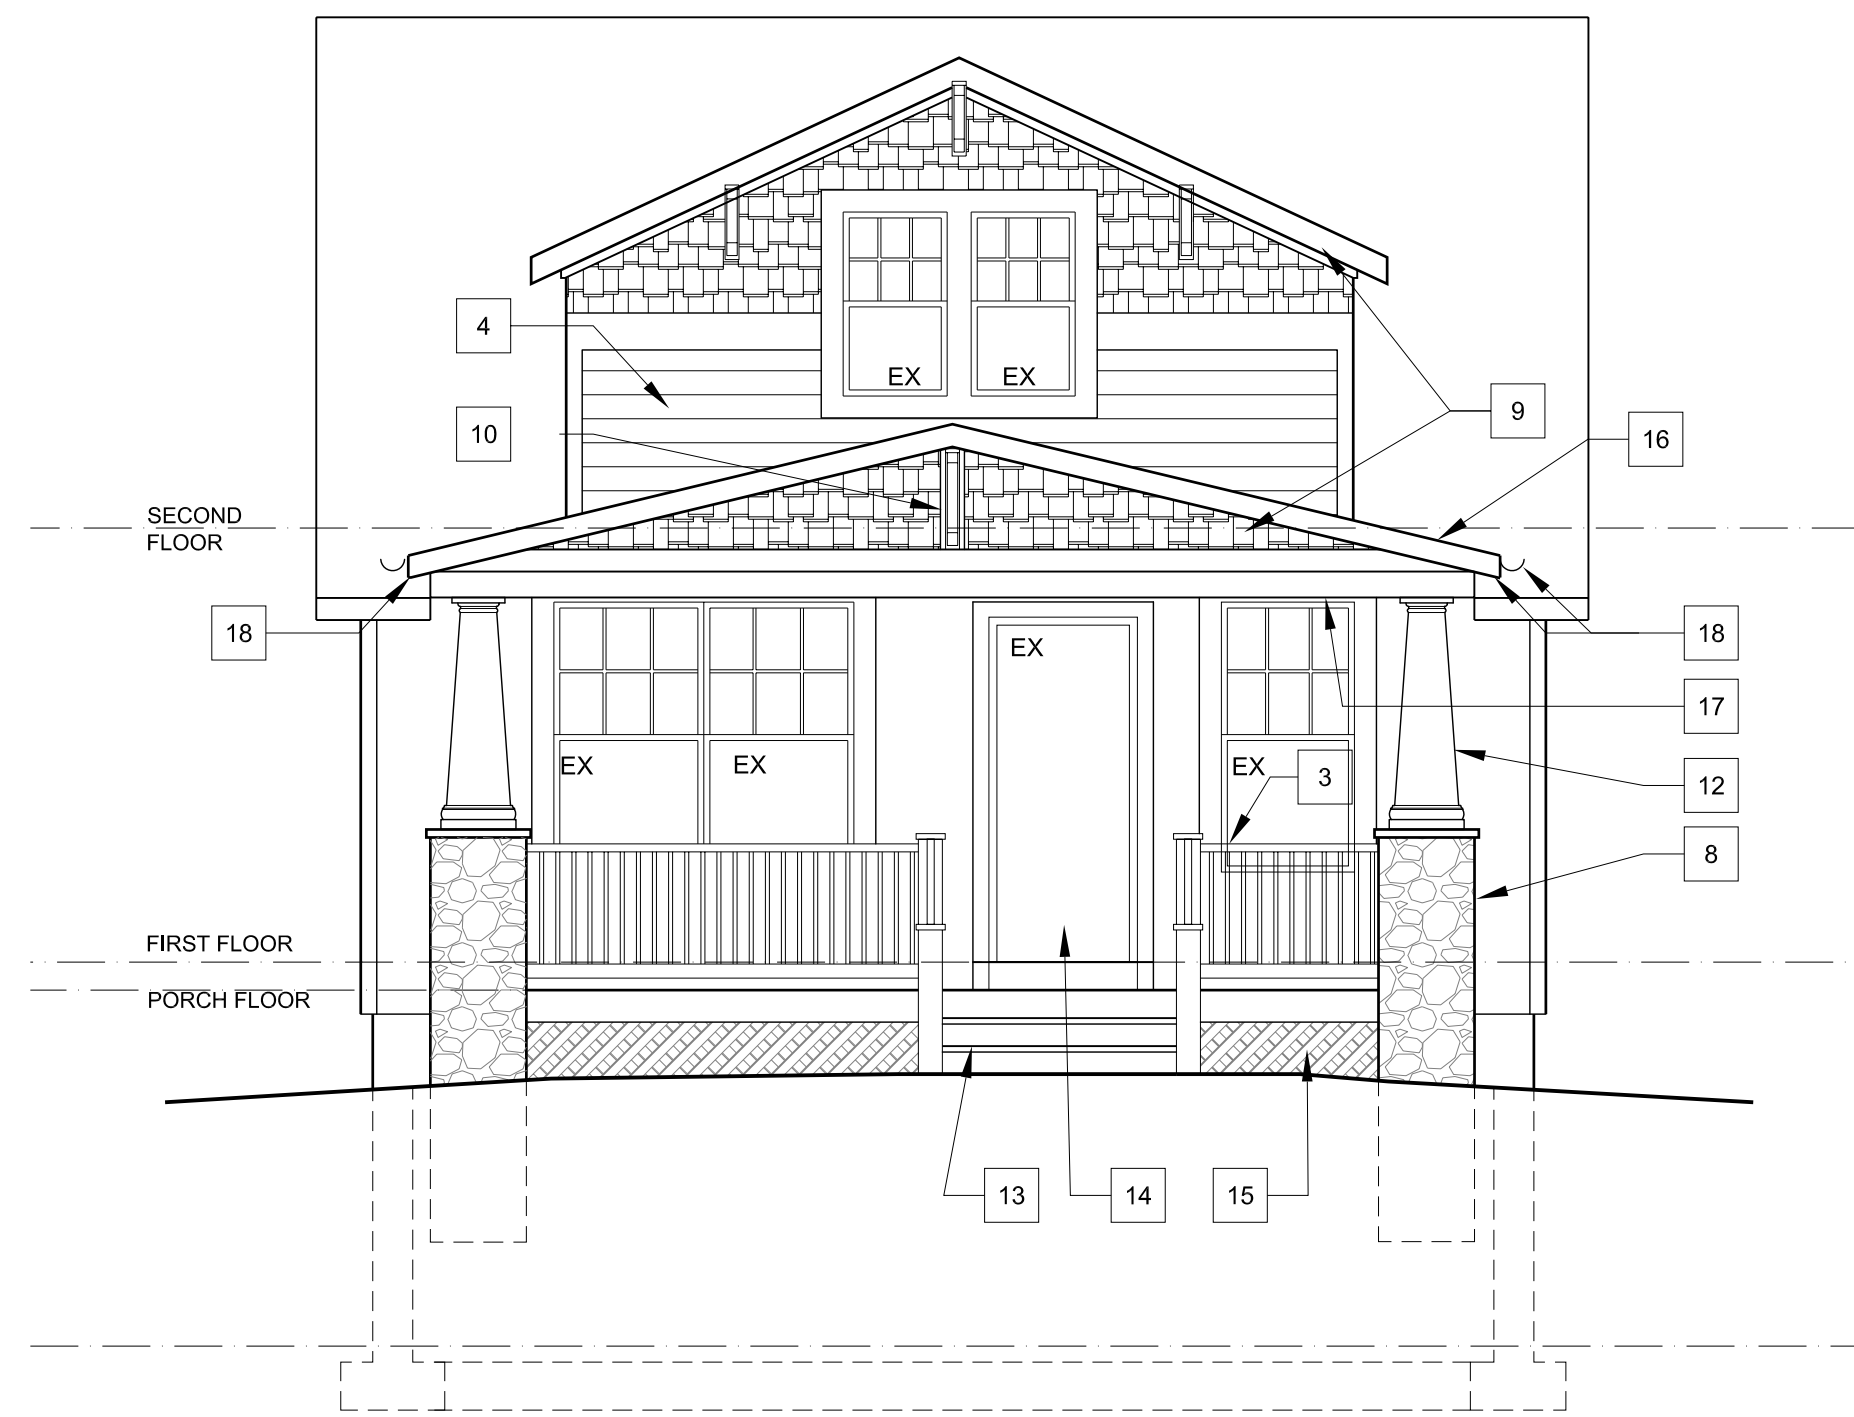 4
EX
EX
10
9
16
SECOND
FLOOR
18
EX
18
17
EX
EX
EX
3
12
8
FIRST FLOOR
PORCH FLOOR
13
14
15